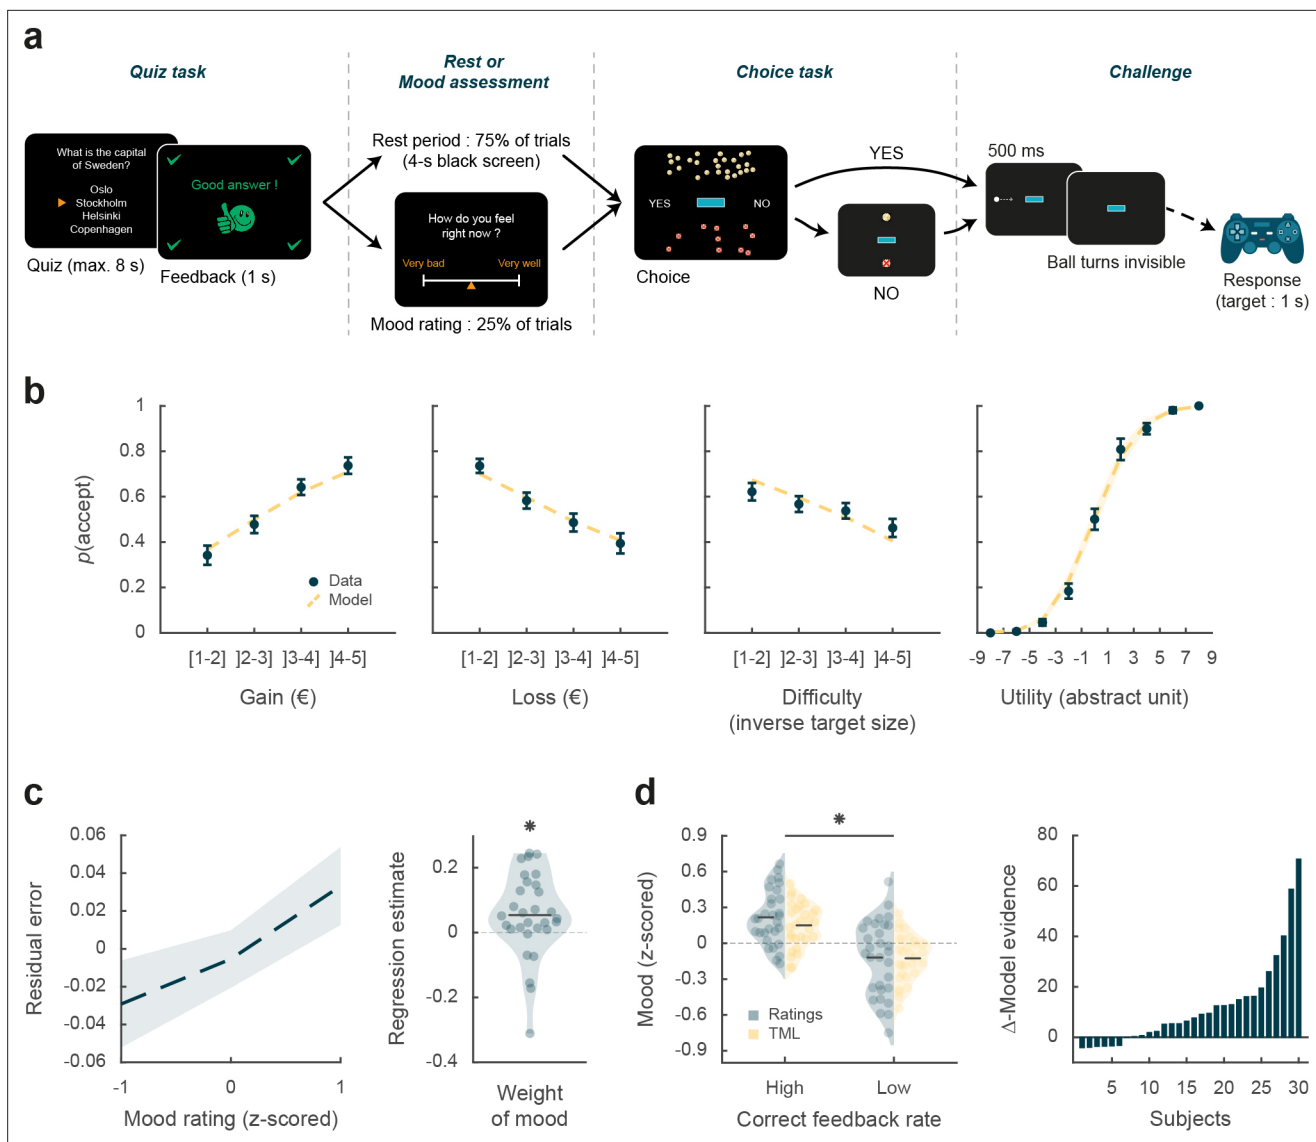 a
Quiz task
Rest or
Mood assessment
Choice task
Challenge
What is the capital
of Sweden?
Oslo
Stockholm
Helsinki
Copenhagen
Quiz (max. 8 s)
Good answer !
Feedback (1 s)
Rest period : 75% of trials
(4-s black screen)
How do you feel
right now ?
Very bad
Very well
Mood rating : 25% of trials
YES
NO
Choice
YES
NO
500 ms
Ball turns invisible
Response
(target : 1 s)
b
p(accept)
1
0.8
0.6
0.4
0.2
0
Data
Model
[1-2] ]2-3] ]3-4] ]4-5]
Gain (€)
[1-2] ]2-3] ]3-4] ]4-5]
Loss (€)
[1-2] ]2-3] ]3-4] ]4-5]
Difficulty
(inverse target size)
-9 -7 -5 -3 -1 1 3 5 7 9
Utility (abstract unit)
c
Residual error
0.06
0.04
0.02
0
-0.02
-0.04
-0.06
-1 0 1
Mood rating (z-scored)
Regression estimate
*
0.2
0
-0.2
-0.4
Weight
of mood
d
Mood (z-scored)
*
0.9
0.6
0.3
0
-0.3
-0.6
-0.9
Ratings
TML
High Low
Correct feedback rate
Δ-Model evidence
80
60
40
20
0
5 10 15 20 25 30
Subjects